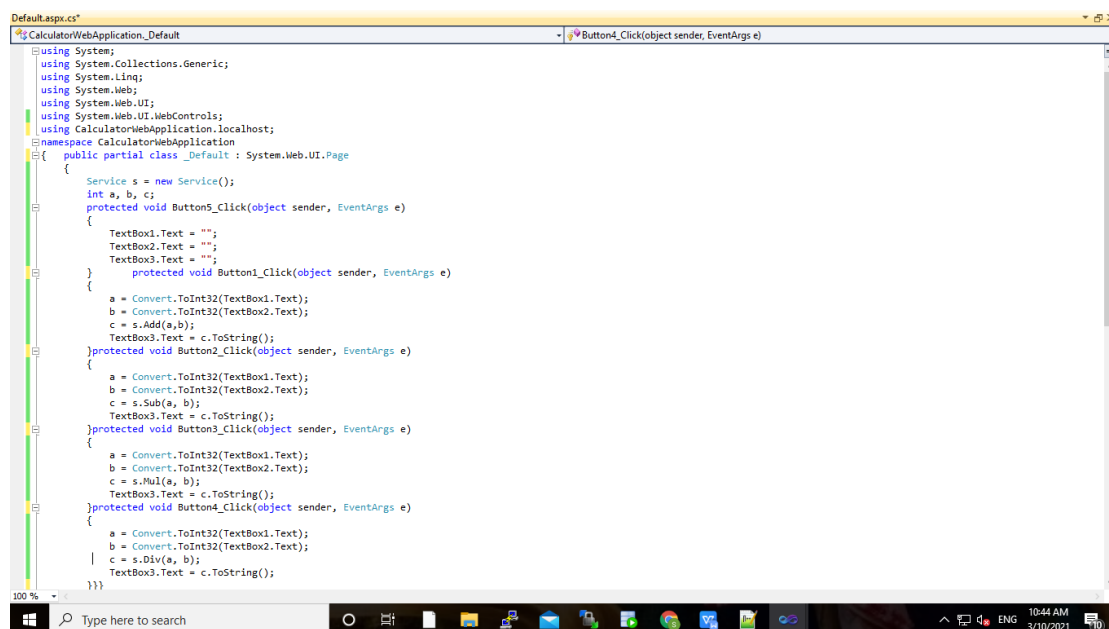 Default.aspx.cs*
CalculatorWebApplication._Default
Button4_Click(object sender, EventArgs e)
using System;
using System.Collections.Generic;
using System.Linq;
using System.Web;
using System.Web.UI;
using System.Web.UI.WebControls;
using CalculatorWebApplication.localhost;
namespace CalculatorWebApplication
{ public partial class _Default : System.Web.UI.Page
{
Service s = new Service();
int a, b, c;
protected void Button5_Click(object sender, EventArgs e)
{
TextBox1.Text = "";
TextBox2.Text = "";
TextBox3.Text = "";
} protected void Button1_Click(object sender, EventArgs e)
{
a = Convert.ToInt32(TextBox1.Text);
b = Convert.ToInt32(TextBox2.Text);
c = s.Add(a,b);
TextBox3.Text = c.ToString();
}protected void Button2_Click(object sender, EventArgs e)
{
a = Convert.ToInt32(TextBox1.Text);
b = Convert.ToInt32(TextBox2.Text);
c = s.Sub(a, b);
TextBox3.Text = c.ToString();
}protected void Button3_Click(object sender, EventArgs e)
{
a = Convert.ToInt32(TextBox1.Text);
b = Convert.ToInt32(TextBox2.Text);
c = s.Mul(a, b);
TextBox3.Text = c.ToString();
}protected void Button4_Click(object sender, EventArgs e)
{
a = Convert.ToInt32(TextBox1.Text);
b = Convert.ToInt32(TextBox2.Text);
c = s.Div(a, b);
TextBox3.Text = c.ToString();
}}}
100 %
Type here to search
ENG
10:44 AM
3/10/2021